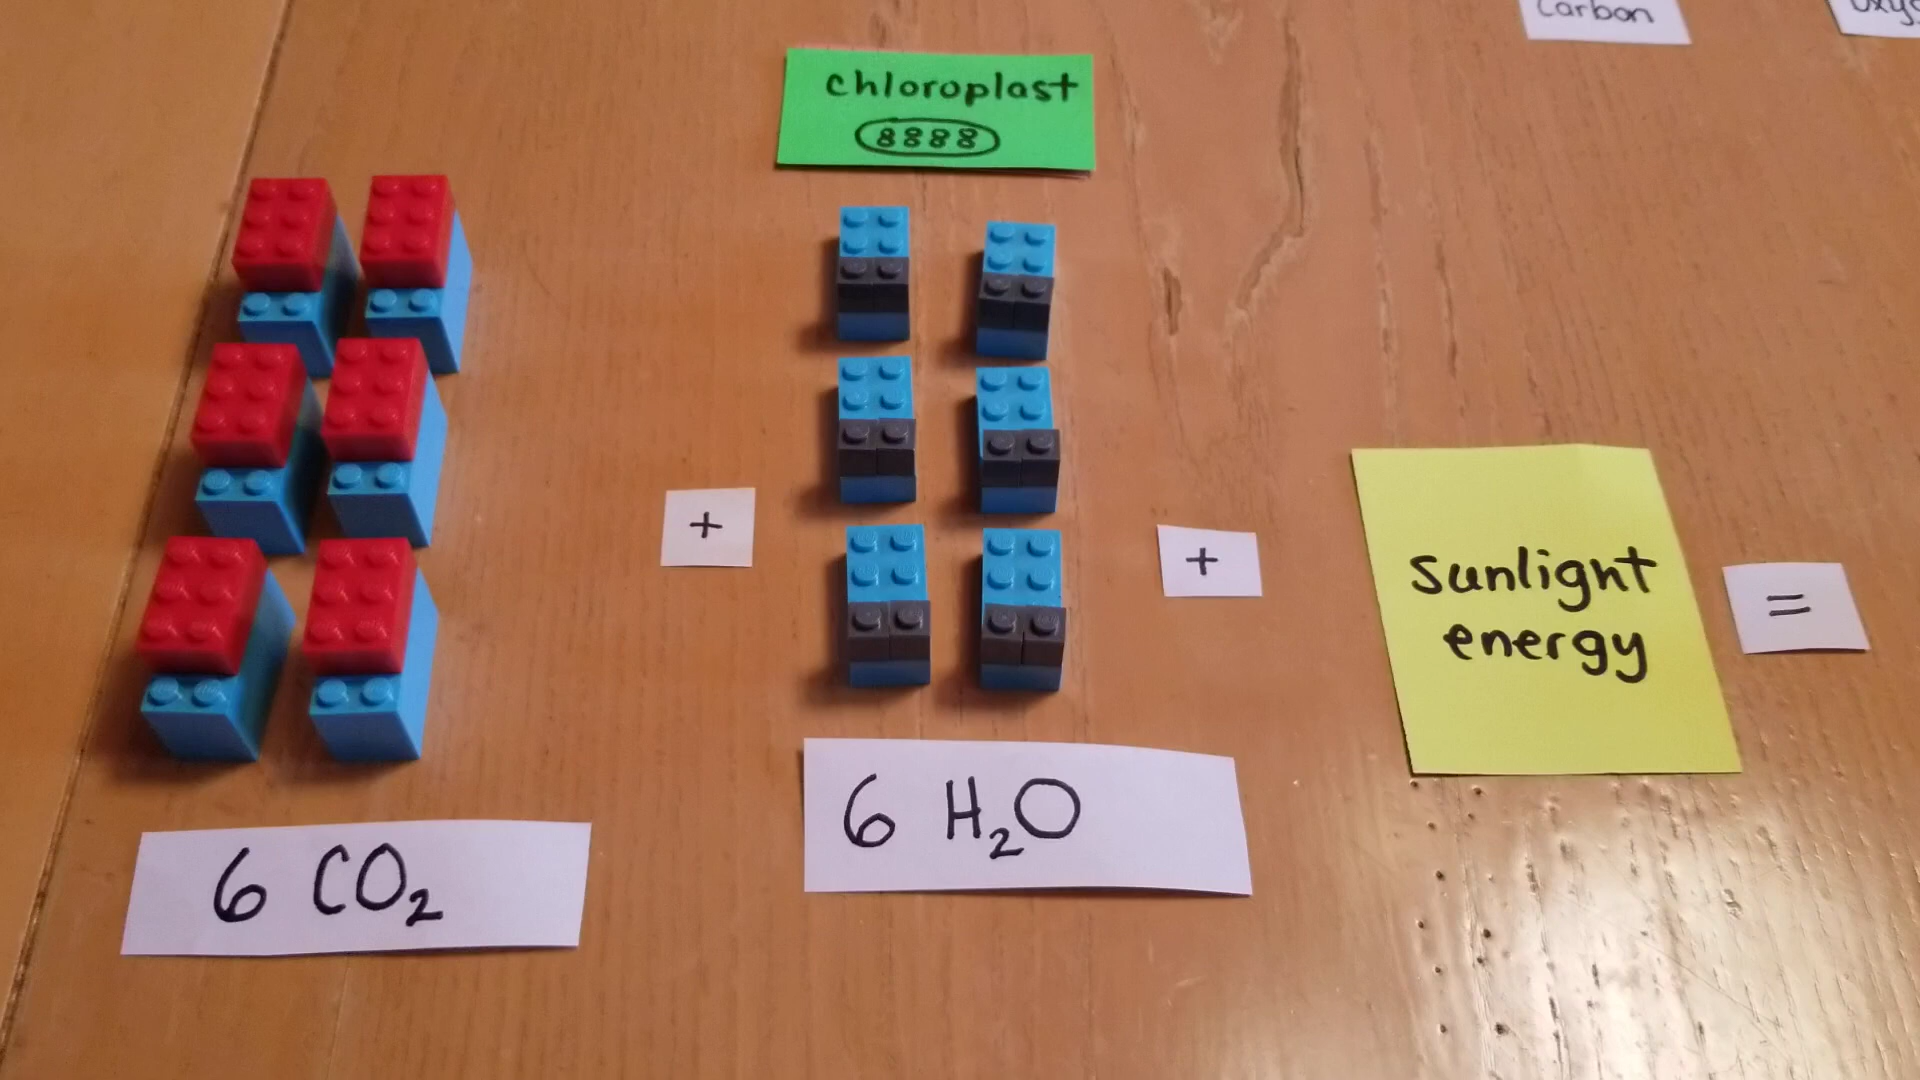 carbon
chloroplast
8888
+
+
sunlight
energy
=
6 H₂O
6 CO₂